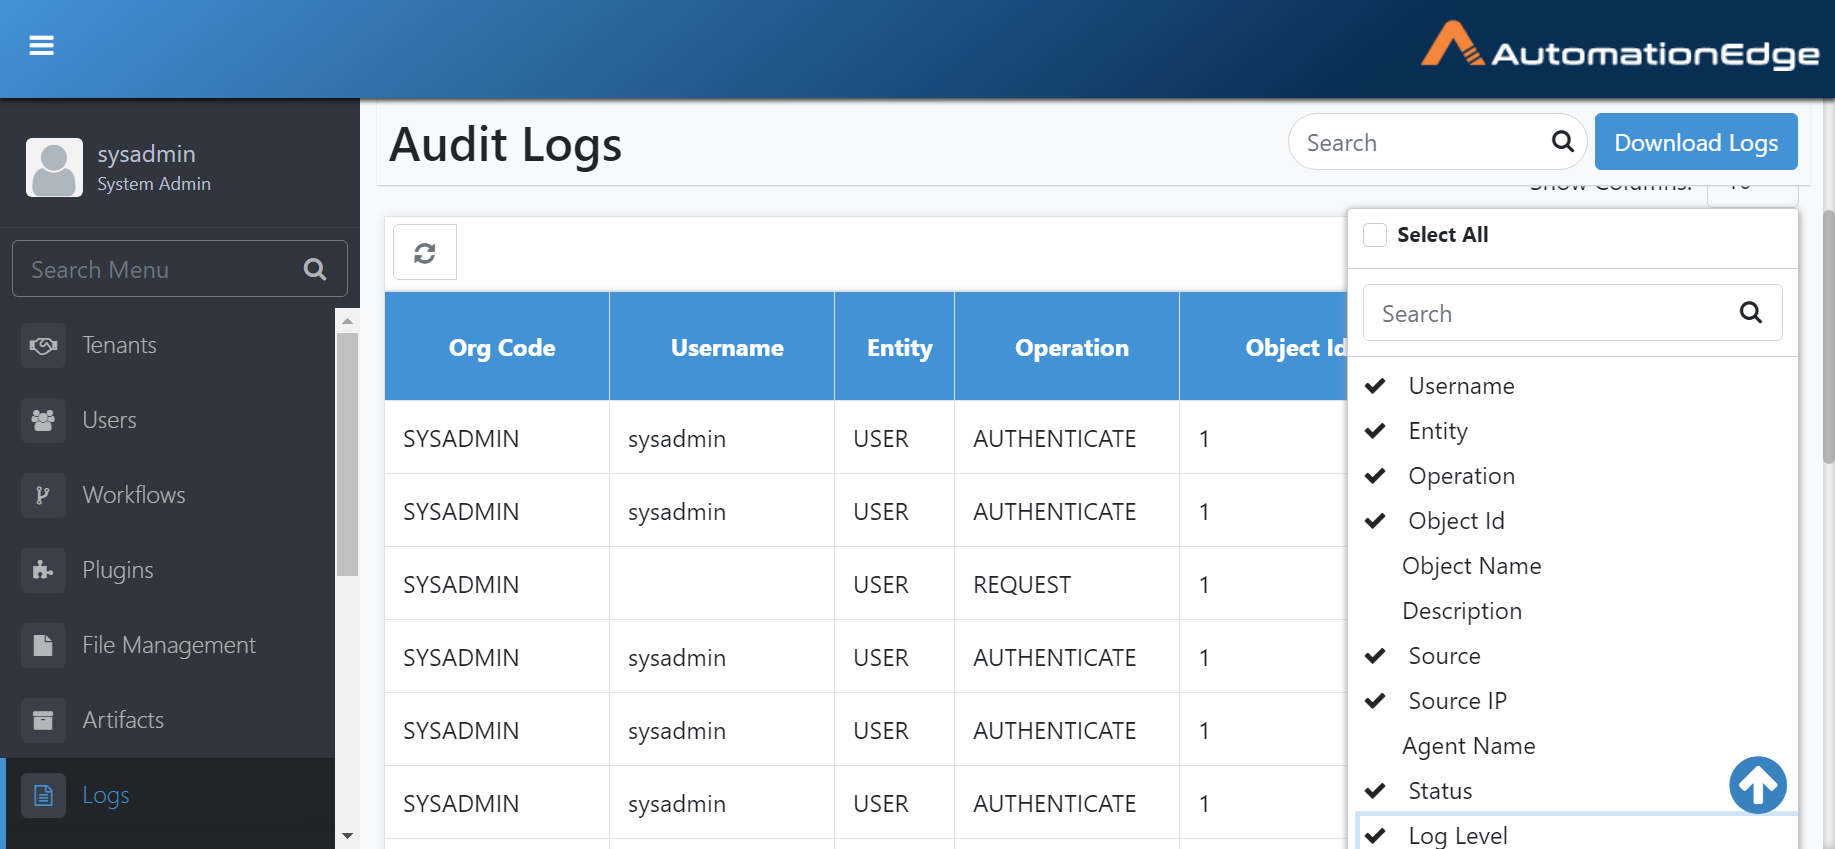 AutomationEdge
sysadmin
System Admin
Search Menu
Tenants
Users
Workflows
Plugins
File Management
Artifacts
Logs
Audit Logs
Search
Download Logs
Show Columns:
Org Code Username Entity Operation Object Id
SYSADMIN sysadmin USER AUTHENTICATE 1
SYSADMIN sysadmin USER AUTHENTICATE 1
SYSADMIN USER REQUEST 1
SYSADMIN sysadmin USER AUTHENTICATE 1
SYSADMIN sysadmin USER AUTHENTICATE 1
SYSADMIN sysadmin USER AUTHENTICATE 1
Select All
Search
Username
Entity
Operation
Object Id
Object Name
Description
Source
Source IP
Agent Name
Status
Log Level